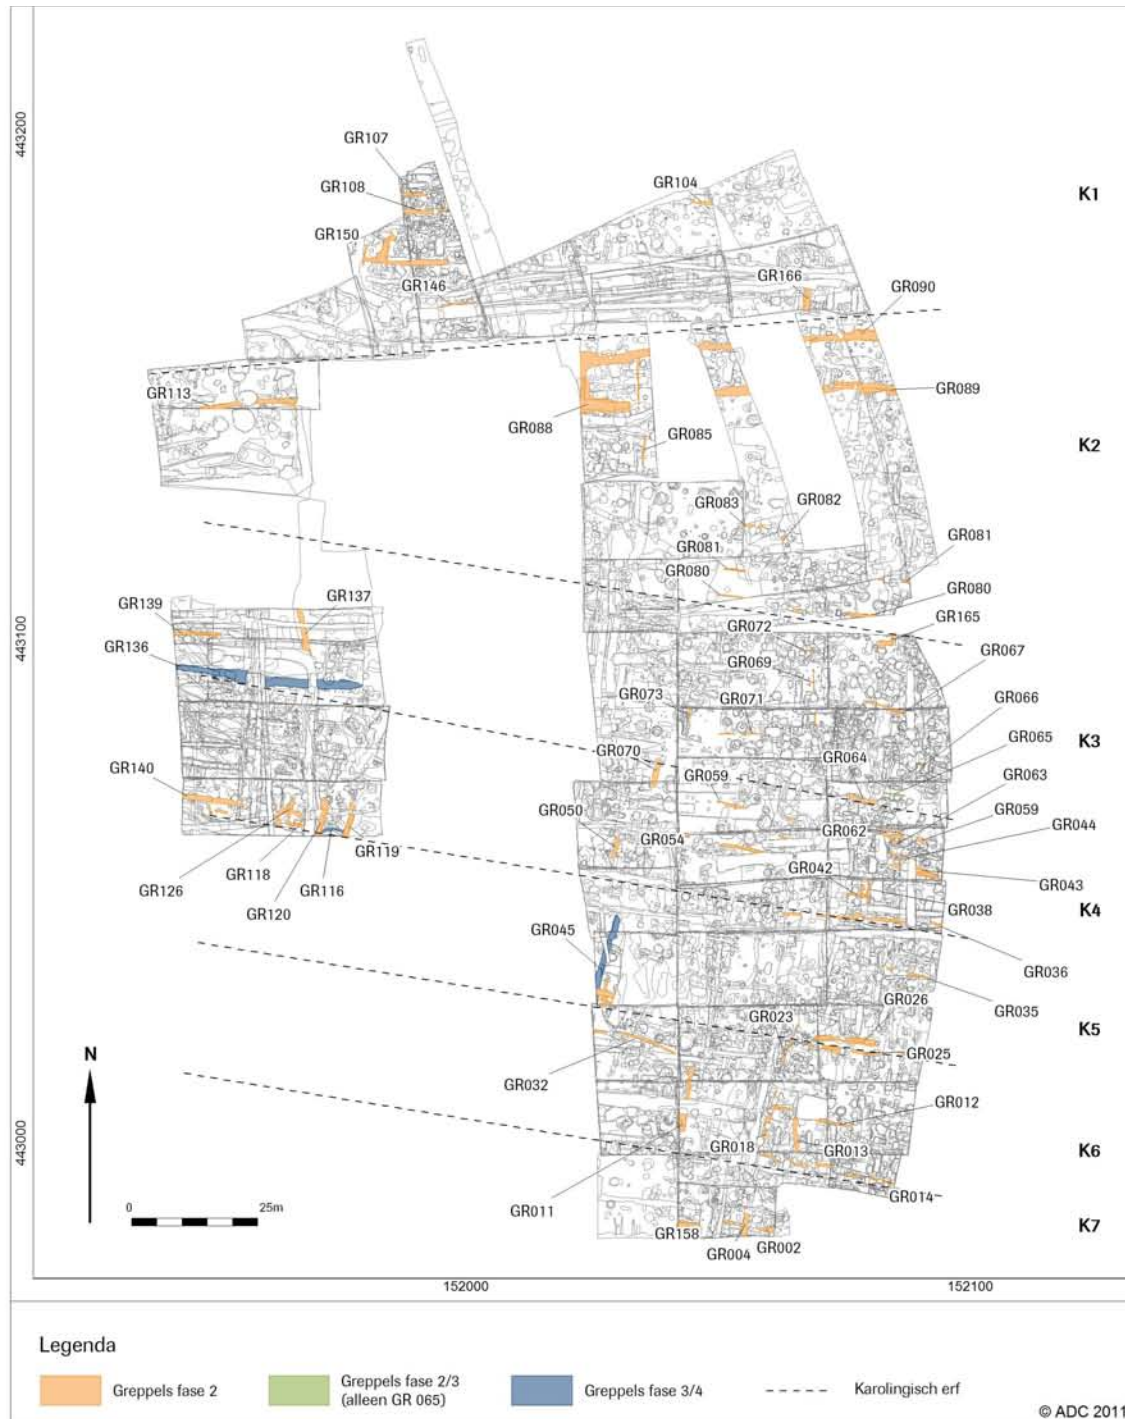 443200
GR107
GR108
GR104
K1
GR150
GR146
GR166
GR090
GR113
GR089
GR088
GR085
K2
GR083
GR082
GR081
GR081
GR080
GR080
GR139
GR137
443100
GR072
GR165
GR136
GR069
GR067
GR073
GR071
GR066
K3
GR070
GR064
GR065
GR140
GR059
GR063
GR050
GR054
GR062
GR059
GR044
GR119
GR126
GR118
GR116
GR042
GR043
GR120
GR038
K4
GR045
GR036
GR026
GR035
GR023
K5
N
GR025
GR032
GR012
443000
GR018
GR013
K6
GR014
0
25m
GR011
GR158
GR004
GR002
K7
152000
152100
Legenda
Greppels fase 2
Greppels fase 2/3
(alleen GR 065)
Greppels fase 3/4
Karolingisch erf
© ADC 2011